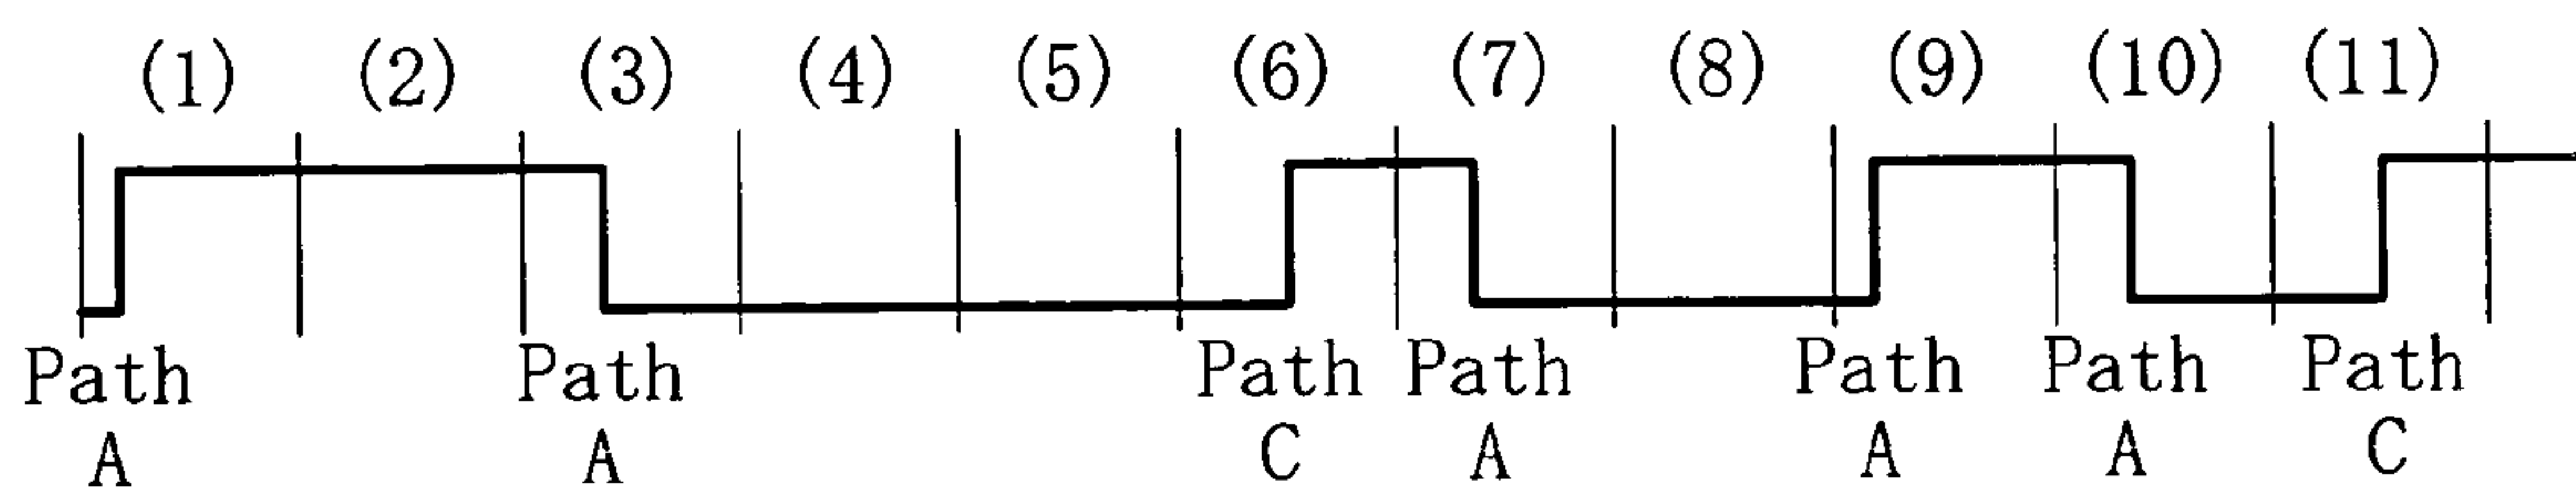 (1) (2) (3) (4) (5) (6) (7) (8) (9) (10) (11)
Path Path Path Path Path Path Path
A A C A A A C